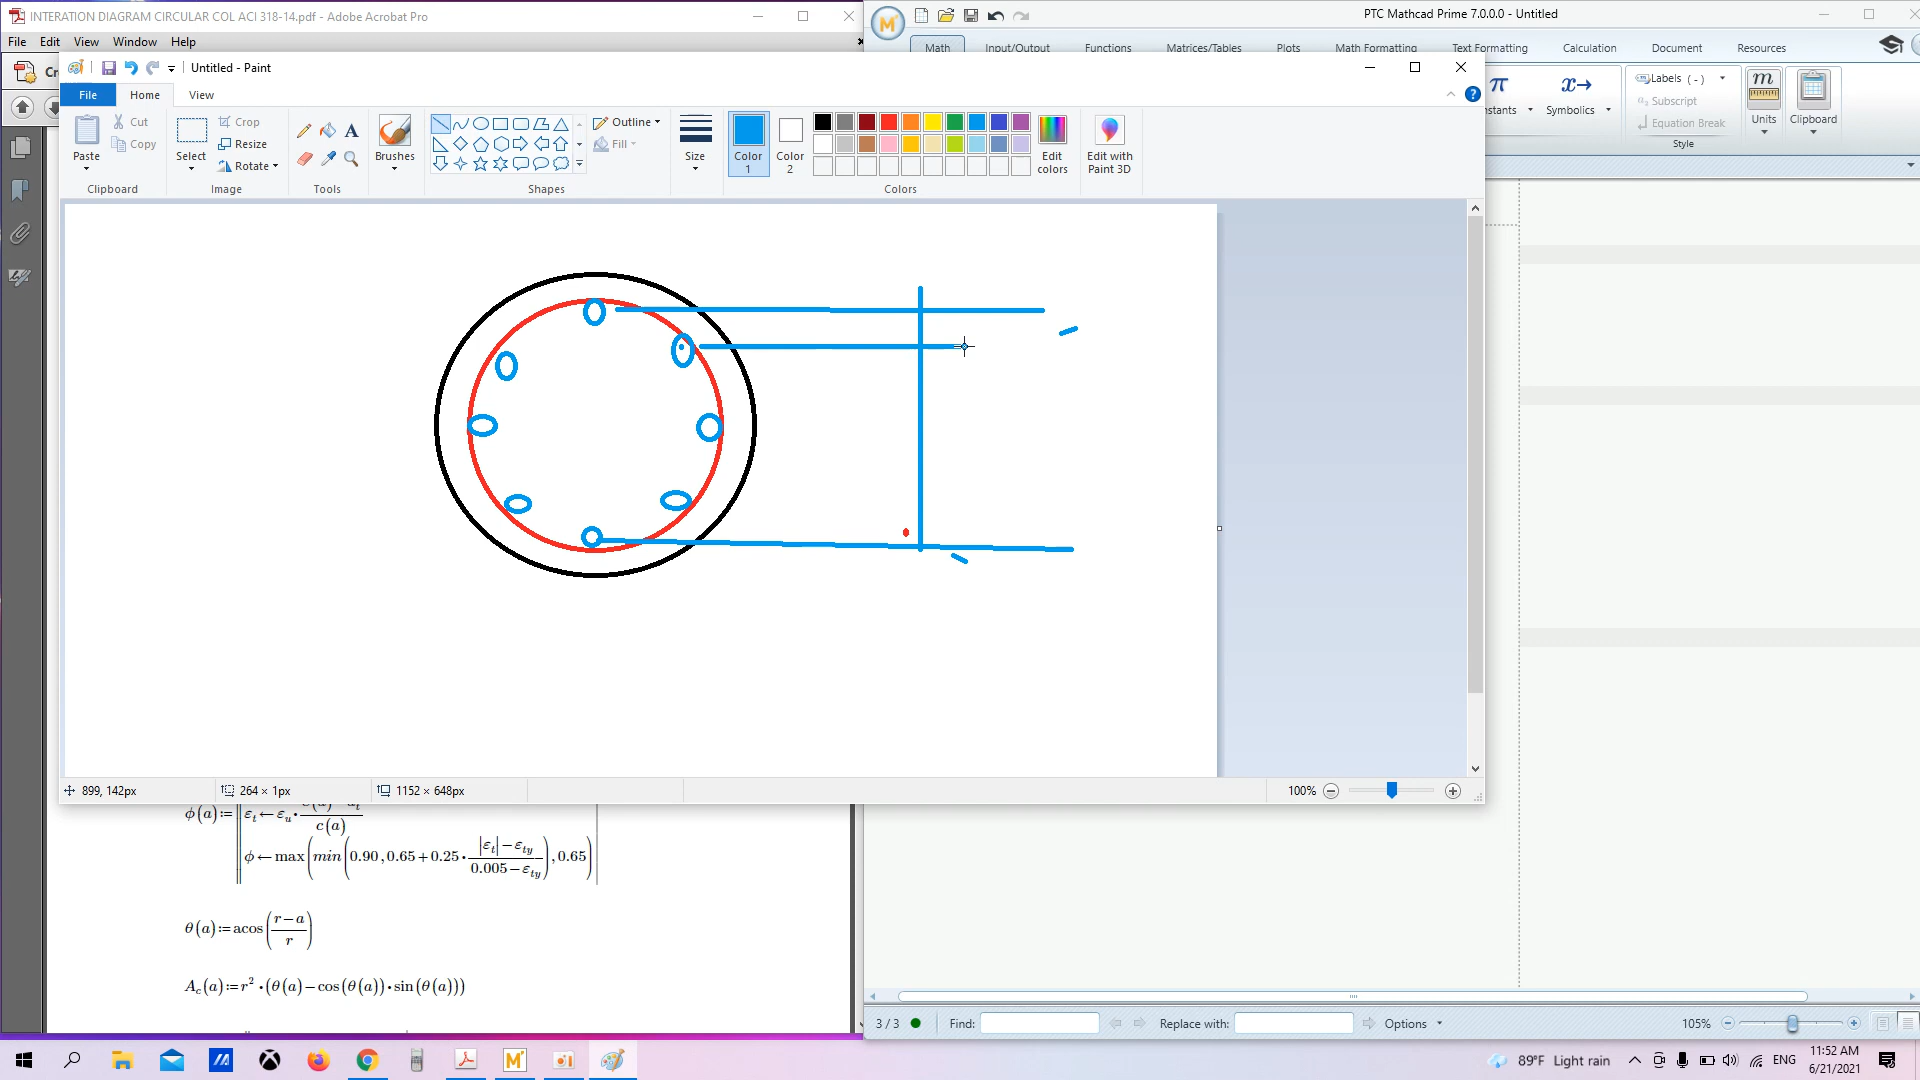 INTERATION DIAGRAM CIRCULAR COL ACI 318-14.pdf - Adobe Acrobat Pro
File Edit View Window Help
PTC Mathcad Prime 7.0.0.0 - Untitled
Math Input/Output Functions Matrices/Tables Plots Math Formatting Text Formatting Calculation Document Resources
Labels ( - )
Subscript
Equation Break
Symbolics
Units
Clipboard
Style
Untitled - Paint
File Home View
Paste
Cut
Copy
Clipboard
Select
Crop
Resize
Rotate
Image
A
Tools
Brushes
Shapes
Outline
Fill
Size
Color 1
Color 2
Edit colors
Colors
Edit with Paint 3D
899, 142px
264 × 1px
1152 × 648px
100%
ϕ(a):= ε_t ← ε_u • / c(a)
ϕ ← max(min(0.90, 0.65+0.25• (|ε_t| − ε_ty)/(0.005 − ε_ty)), 0.65)
θ(a):=acos((r−a)/r)
A_c(a):=r² •(θ(a)−cos(θ(a))•sin(θ(a)))
3 / 3
Find:
Replace with:
Options
105%
89°F Light rain
ENG
11:52 AM
6/21/2021